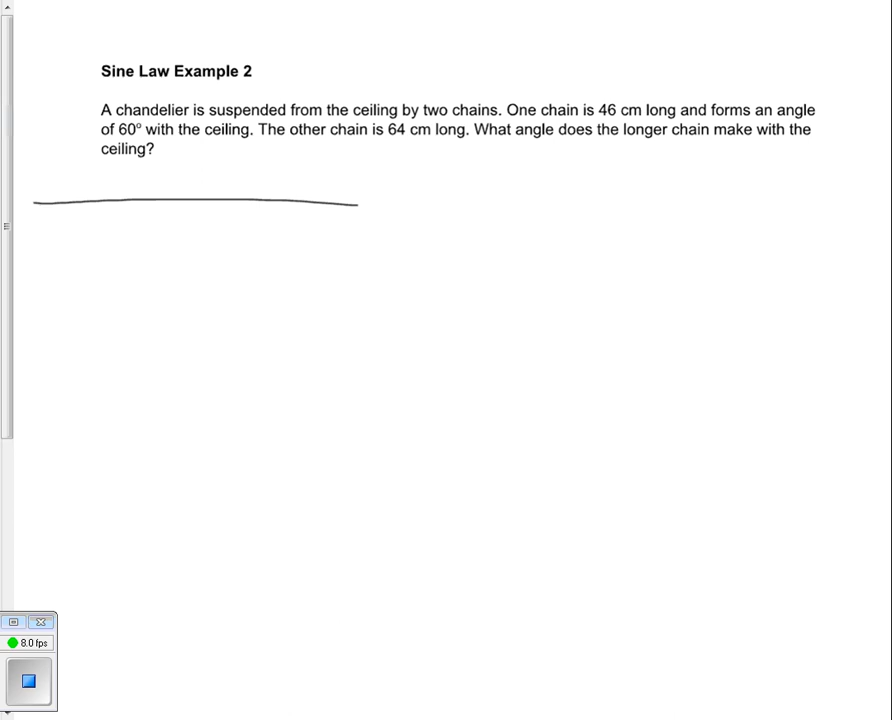 Sine Law Example 2
A chandelier is suspended from the ceiling by two chains. One chain is 46 cm long and forms an angle
of 60° with the ceiling. The other chain is 64 cm long. What angle does the longer chain make with the
ceiling?
8.0 fps